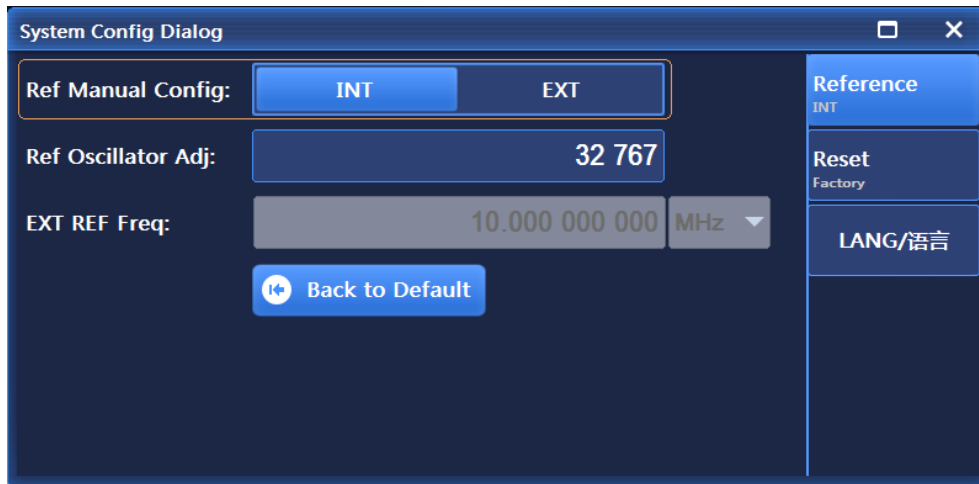 System Config Dialog
Ref Manual Config: INT EXT
Ref Oscillator Adj: 32 767
EXT REF Freq: 10.000 000 000 MHz
Back to Default
Reference
INT
Reset
Factory
LANG/语言